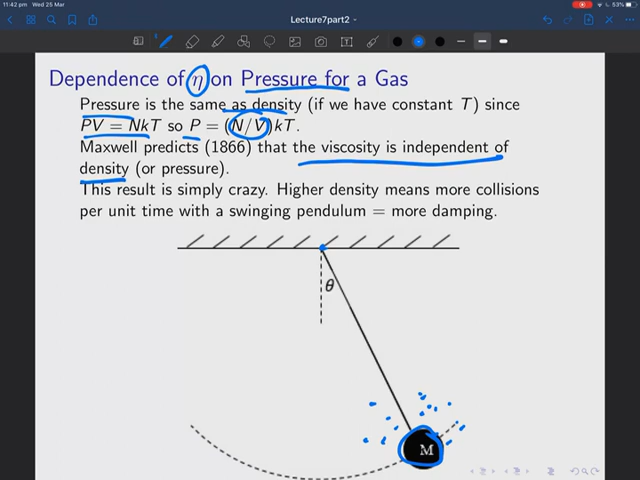 11:42 pm Wed 25 Mar
53%
Lecture7part2
Dependence of η on Pressure for a Gas
Pressure is the same as density (if we have constant T) since
PV = NkT so P = (N/V)kT.
Maxwell predicts (1866) that the viscosity is independent of
density (or pressure).
This result is simply crazy. Higher density means more collisions
per unit time with a swinging pendulum = more damping.
θ
M